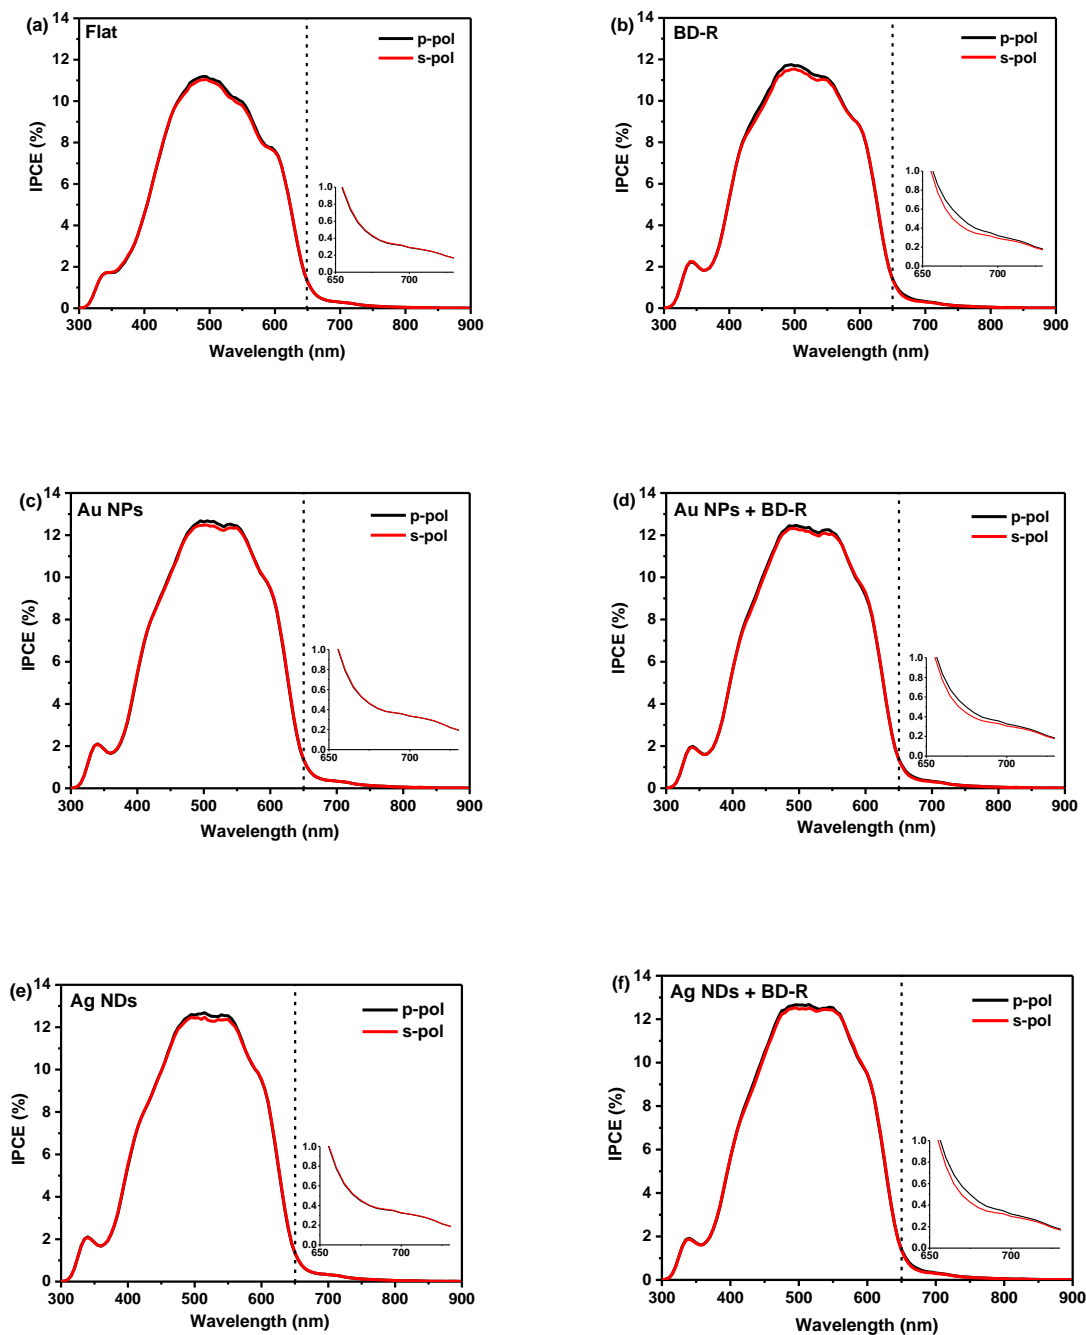 (a)
Flat
p-pol
s-pol
IPCE (%)
14
12
10
8
6
4
2
0
300 400 500 600 700 800 900
Wavelength (nm)
1.0
0.8
0.6
0.4
0.2
0.0
650 700
(b)
BD-R
p-pol
s-pol
IPCE (%)
14
12
10
8
6
4
2
0
300 400 500 600 700 800 900
Wavelength (nm)
1.0
0.8
0.6
0.4
0.2
0.0
650 700
(c)
Au NPs
p-pol
s-pol
IPCE (%)
14
12
10
8
6
4
2
0
300 400 500 600 700 800 900
Wavelength (nm)
1.0
0.8
0.6
0.4
0.2
0.0
650 700
(d)
Au NPs + BD-R
p-pol
s-pol
IPCE (%)
14
12
10
8
6
4
2
0
300 400 500 600 700 800 900
Wavelength (nm)
1.0
0.8
0.6
0.4
0.2
0.0
650 700
(e)
Ag NDs
p-pol
s-pol
IPCE (%)
14
12
10
8
6
4
2
0
300 400 500 600 700 800 900
Wavelength (nm)
1.0
0.8
0.6
0.4
0.2
0.0
650 700
(f)
Ag NDs + BD-R
p-pol
s-pol
IPCE (%)
14
12
10
8
6
4
2
0
300 400 500 600 700 800 900
Wavelength (nm)
1.0
0.8
0.6
0.4
0.2
0.0
650 700